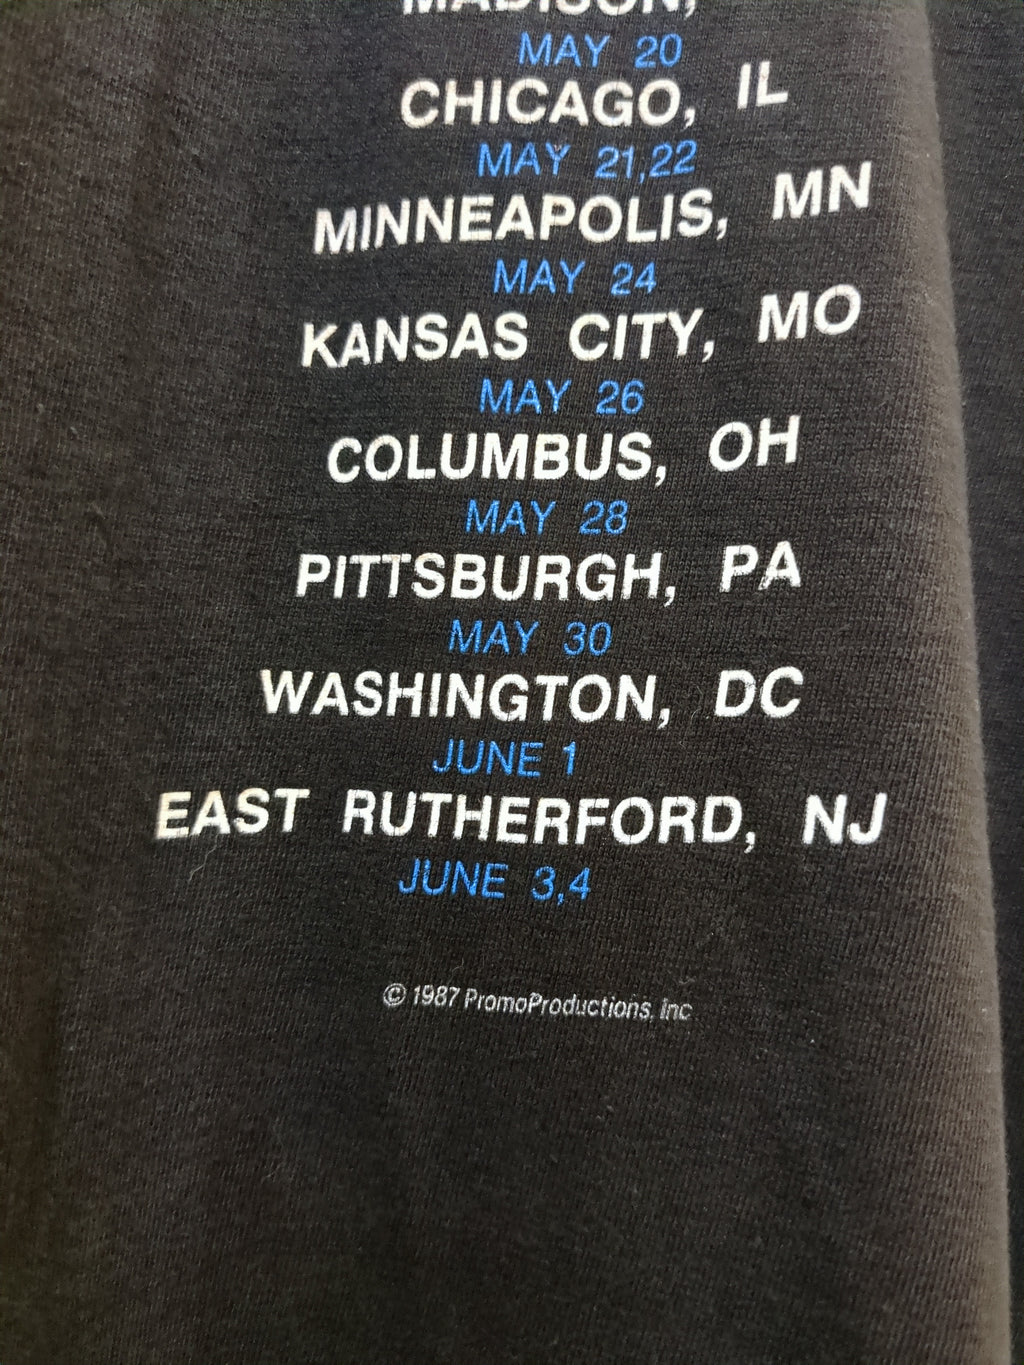 MADISON,
MAY 20
CHICAGO, IL
MAY 21,22
MINNEAPOLIS, MN
MAY 24
KANSAS CITY, MO
MAY 26
COLUMBUS, OH
MAY 28
PITTSBURGH, PA
MAY 30
WASHINGTON, DC
JUNE 1
EAST RUTHERFORD, NJ
JUNE 3,4
© 1987 PromoProductions, Inc